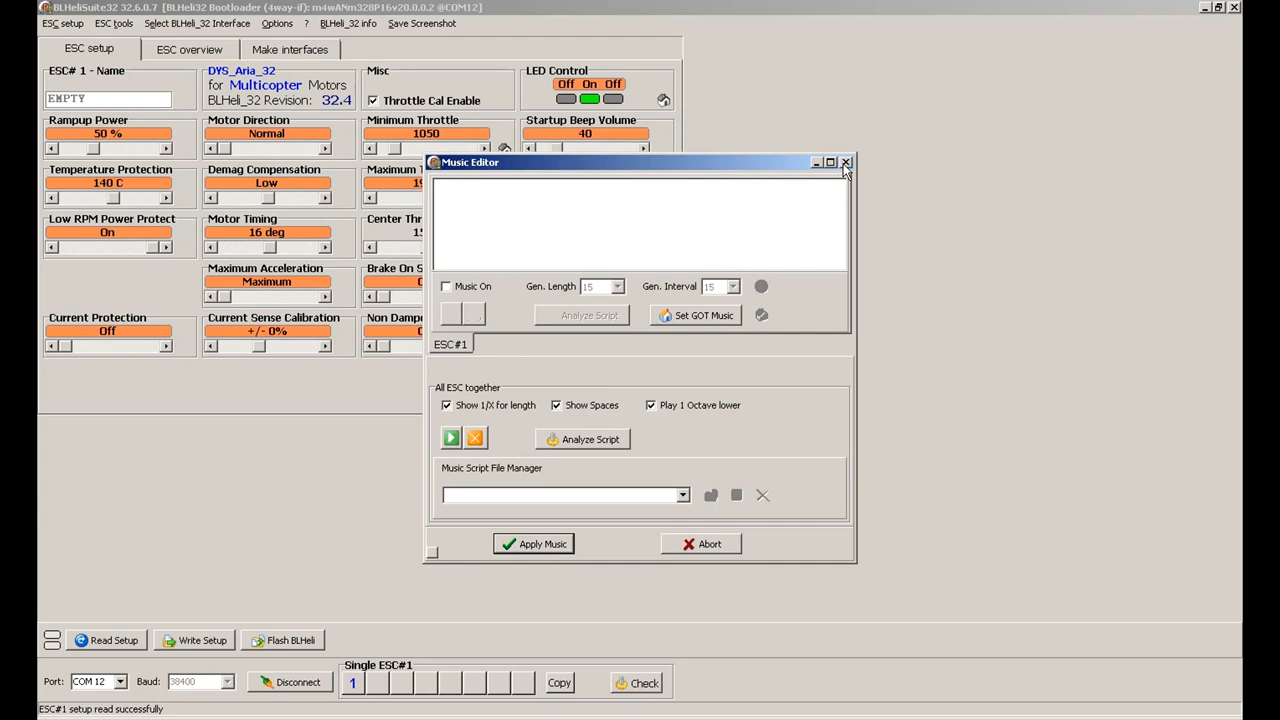 BLHeliSuite32 32.6.0.7 [BLHeli32 Bootloader (4way-if): m4wANm328P16v20.0.0.2 @COM12]
ESC setup ESC tools Select BLHeli_32 Interface Options ? BLHeli_32 info Save Screenshot
ESC setup ESC overview Make interfaces
ESC# 1 - Name
EMPTY
DYS_Aria_32
for Multicopter Motors
BLHeli_32 Revision: 32.4
Misc
Throttle Cal Enable
LED Control
Off On Off
Rampup Power
50 %
Motor Direction
Normal
Minimum Throttle
1050
Startup Beep Volume
40
Temperature Protection
140 C
Demag Compensation
Low
Maximum
Low RPM Power Protect
On
Motor Timing
16 deg
Center Thr
Maximum Acceleration
Maximum
Brake On S
Current Protection
Off
Current Sense Calibration
+/- 0%
Non Damp
Music Editor
Music On
Gen. Length 15
Gen. Interval 15
Analyze Script
Set GOT Music
ESC#1
All ESC together
Show 1/X for length
Show Spaces
Play 1 Octave lower
Analyze Script
Music Script File Manager
Apply Music
Abort
Read Setup Write Setup Flash BLHeli
Port: COM 12 Baud: 38400 Disconnect
Single ESC#1
1 Copy Check
ESC#1 setup read successfully